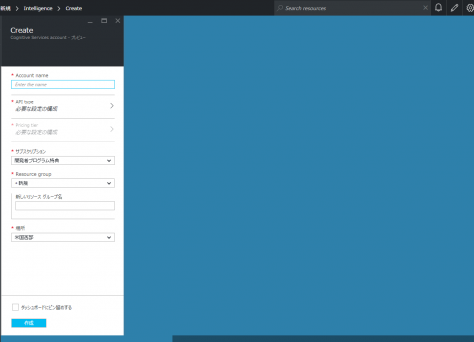 新規 > Intelligence > Create
Search resources
Create
Cognitive Services account - プレビュー
* Account name
Enter the name
* API type
必要な設定の構成
* Pricing tier
必要な設定の構成
* サブスクリプション
開発者プログラム特典
* Resource group
+ 新規
新しいリソース グループ名
* 場所
米国西部
ダッシュボードにピン留めする
作成